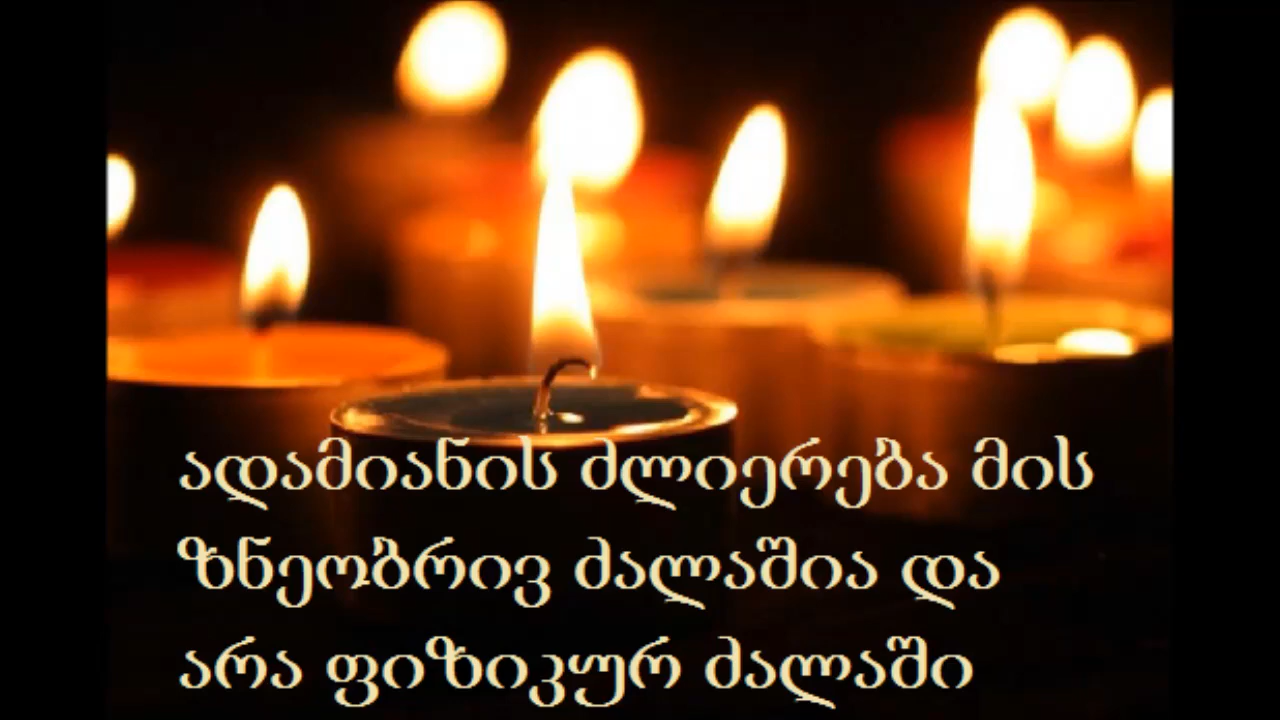 ადამიანის ძლიერება მის
ზნეობრივ ძალაშია და
არა ფიზიკურ ძალაში